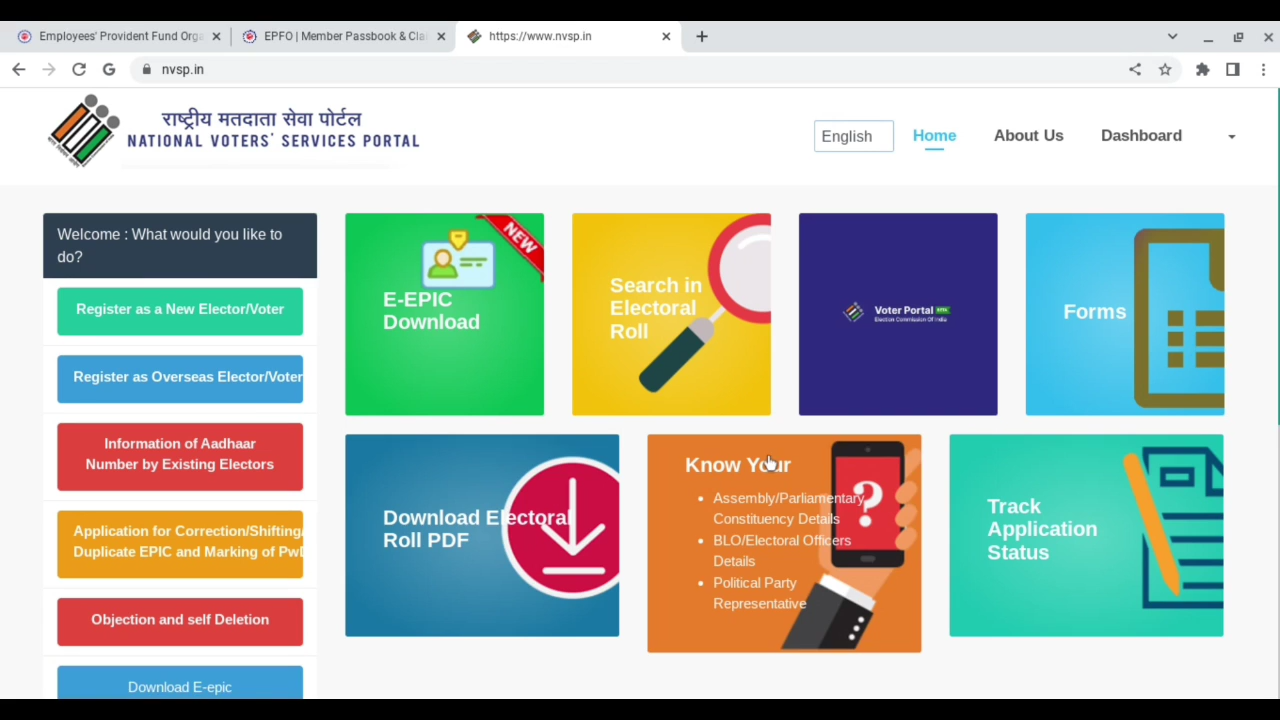 Employees' Provident Fund Orga
EPFO | Member Passbook & Clai
https://www.nvsp.in
nvsp.in
राष्ट्रीय मतदाता सेवा पोर्टल
NATIONAL VOTERS' SERVICES PORTAL
English
Home
About Us
Dashboard
Welcome : What would you like to
do?
Register as a New Elector/Voter
Register as Overseas Elector/Voter
Information of Aadhaar
Number by Existing Electors
Application for Correction/Shifting/
Duplicate EPIC and Marking of PwD
Objection and self Deletion
Download E-epic
NEW
E-EPIC
Download
Search in
Electoral
Roll
Voter Portal
Election Commission Of India
Forms
Download Electoral
Roll PDF
Know Your
Assembly/Parliamentary
Constituency Details
BLO/Electoral Officers
Details
Political Party
Representative
?
Track
Application
Status